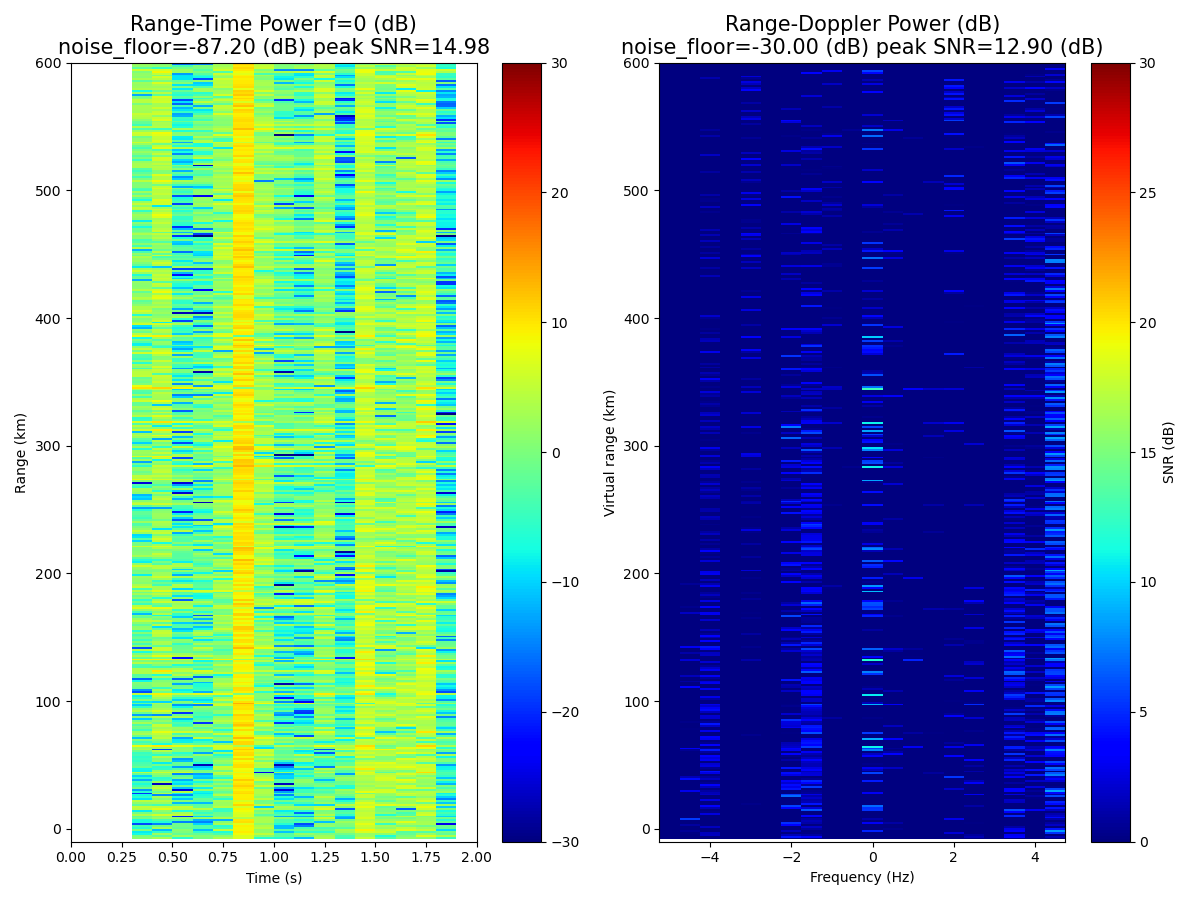 Range-Time Power f=0 (dB)
noise_floor=-87.20 (dB) peak SNR=14.98
Range-Doppler Power (dB)
noise_floor=-30.00 (dB) peak SNR=12.90 (dB)
600
500
400
300
200
100
0
Range (km)
0.00 0.25 0.50 0.75 1.00 1.25 1.50 1.75 2.00
Time (s)
30
20
10
0
−10
−20
−30
600
500
400
300
200
100
0
Virtual range (km)
−4 −2 0 2 4
Frequency (Hz)
30
25
20
15
10
5
0
SNR (dB)